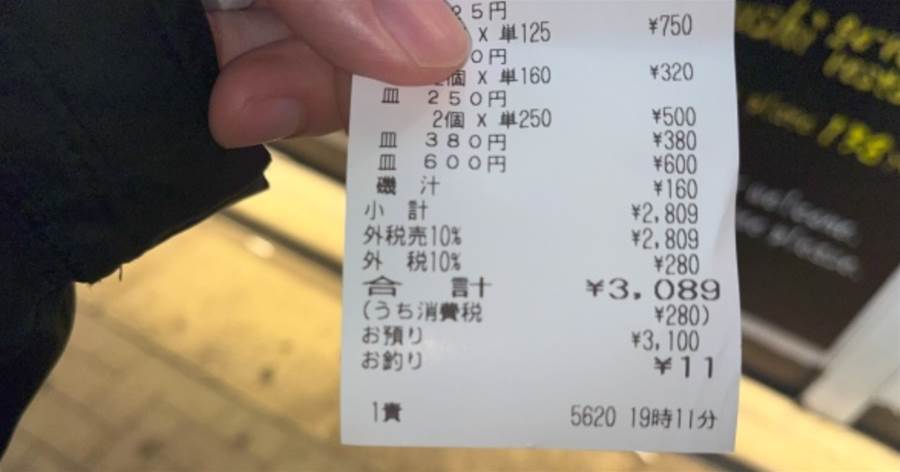 25円
X 単125 ¥750
0円
個 X 単160 ¥320
皿 250円
2個 X 単250 ¥500
皿 380円 ¥380
皿 600円 ¥600
磯 汁 ¥160
小 計 ¥2,809
外税売10% ¥2,809
外 税10% ¥280
合 計 ¥3,089
(うち消費税 ¥280)
お預り ¥3,100
お釣り ¥11
1責 5620 19時11分
welcome.